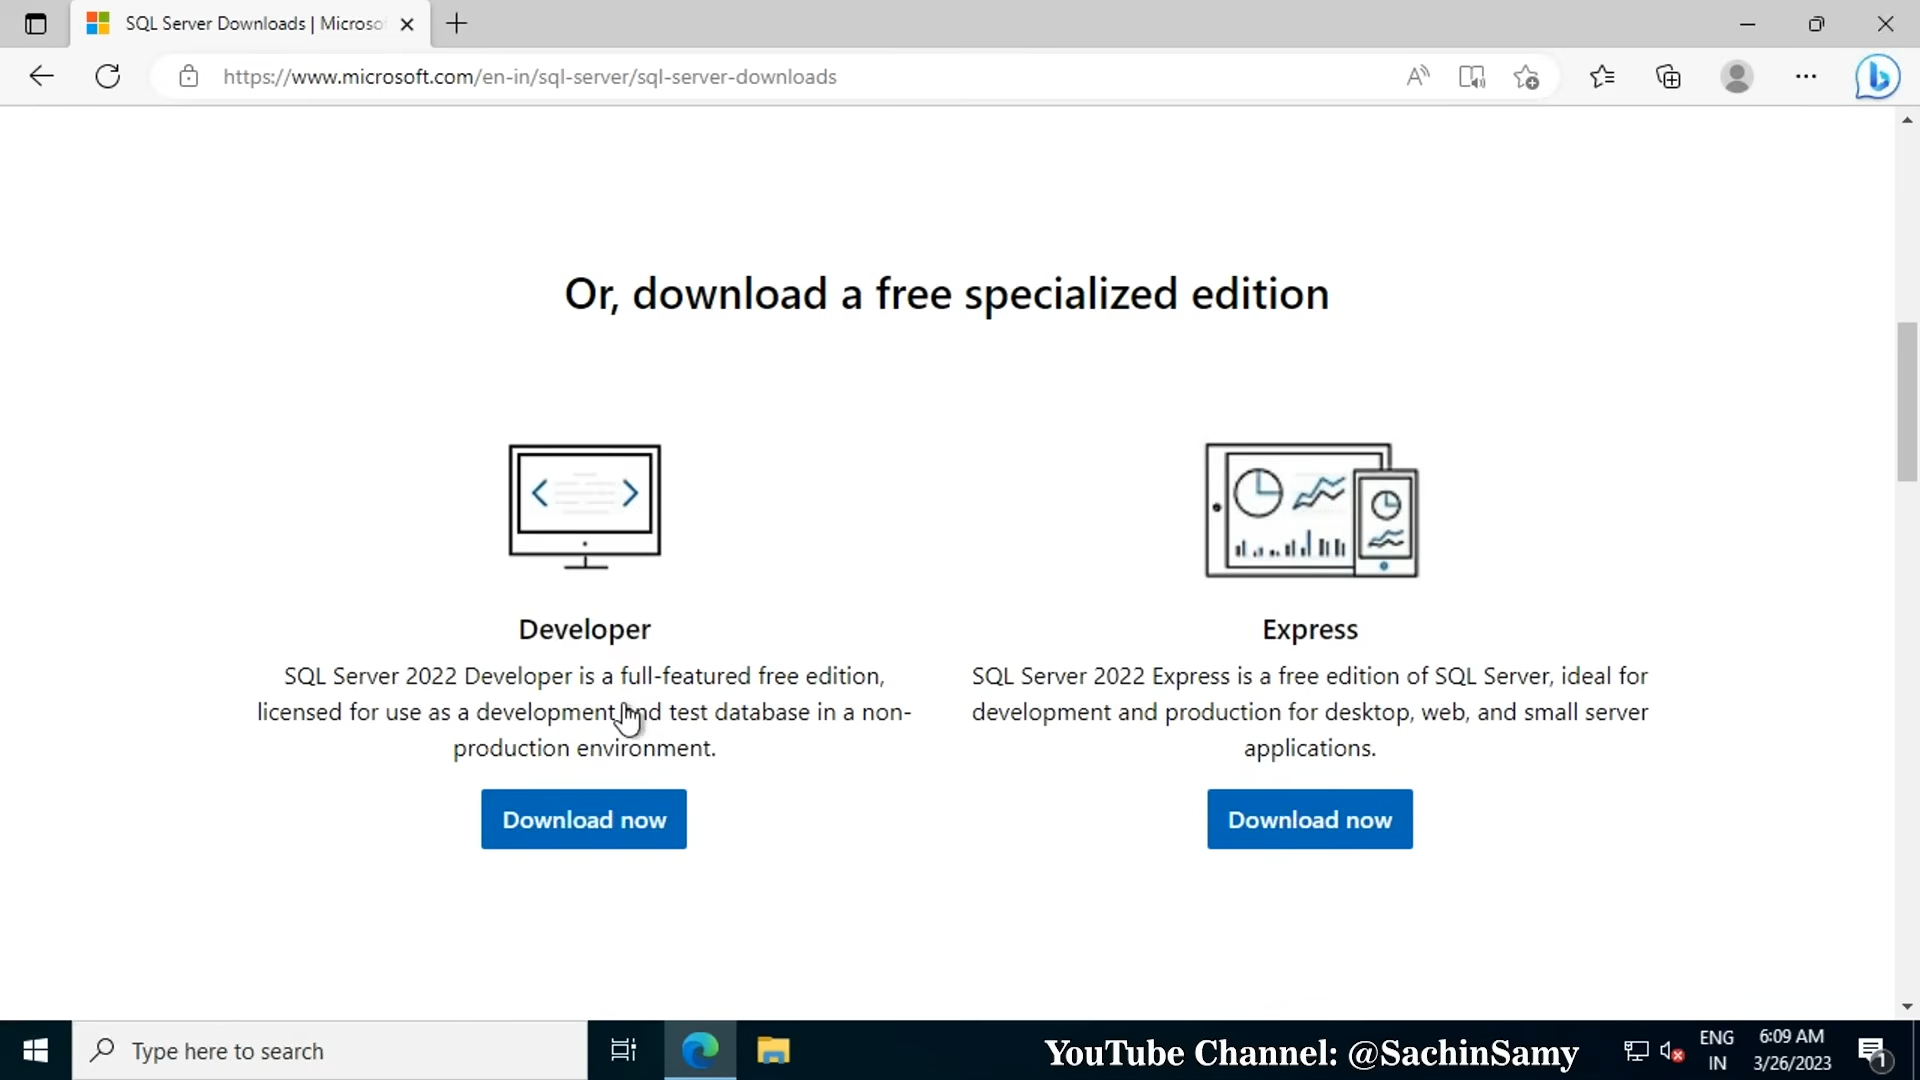 SQL Server Downloads | Microso
https://www.microsoft.com/en-in/sql-server/sql-server-downloads
Or, download a free specialized edition
Developer
SQL Server 2022 Developer is a full-featured free edition,
licensed for use as a development and test database in a non-
production environment.
Download now
Express
SQL Server 2022 Express is a free edition of SQL Server, ideal for
development and production for desktop, web, and small server
applications.
Download now
Type here to search
YouTube Channel: @SachinSamy
ENG
IN
6:09 AM
3/26/2023
1